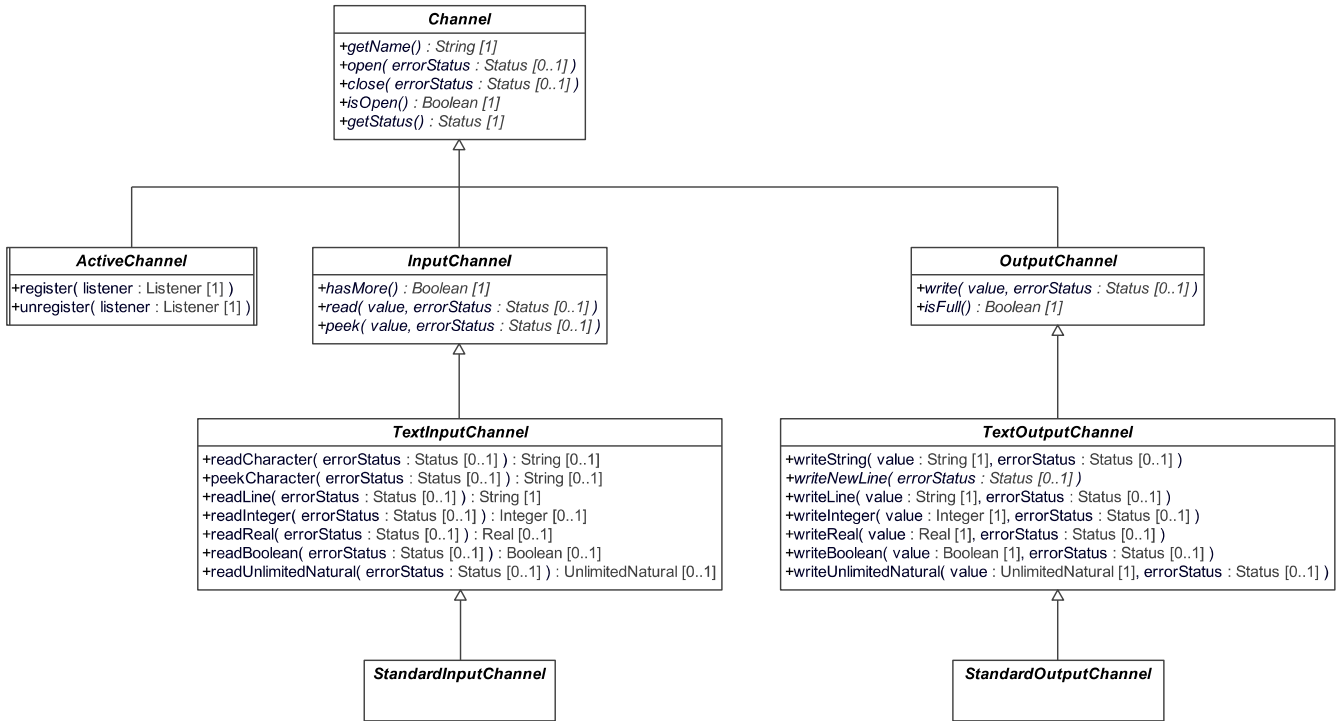 Channel
+getName() : String [1]
+open( errorStatus : Status [0..1] )
+close( errorStatus : Status [0..1] )
+isOpen() : Boolean [1]
+getStatus() : Status [1]
ActiveChannel
+register( listener : Listener [1] )
+unregister( listener : Listener [1] )
InputChannel
+hasMore() : Boolean [1]
+read( value, errorStatus : Status [0..1] )
+peek( value, errorStatus : Status [0..1] )
OutputChannel
+write( value, errorStatus : Status [0..1] )
+isFull() : Boolean [1]
TextInputChannel
+readCharacter( errorStatus : Status [0..1] ) : String [0..1]
+peekCharacter( errorStatus : Status [0..1] ) : String [0..1]
+readLine( errorStatus : Status [0..1] ) : String [1]
+readInteger( errorStatus : Status [0..1] ) : Integer [0..1]
+readReal( errorStatus : Status [0..1] ) : Real [0..1]
+readBoolean( errorStatus : Status [0..1] ) : Boolean [0..1]
+readUnlimitedNatural( errorStatus : Status [0..1] ) : UnlimitedNatural [0..1]
TextOutputChannel
+writeString( value : String [1], errorStatus : Status [0..1] )
+writeNewLine( errorStatus : Status [0..1] )
+writeLine( value : String [1], errorStatus : Status [0..1] )
+writeInteger( value : Integer [1], errorStatus : Status [0..1] )
+writeReal( value : Real [1], errorStatus : Status [0..1] )
+writeBoolean( value : Boolean [1], errorStatus : Status [0..1] )
+writeUnlimitedNatural( value : UnlimitedNatural [1], errorStatus : Status [0..1] )
StandardInputChannel
StandardOutputChannel